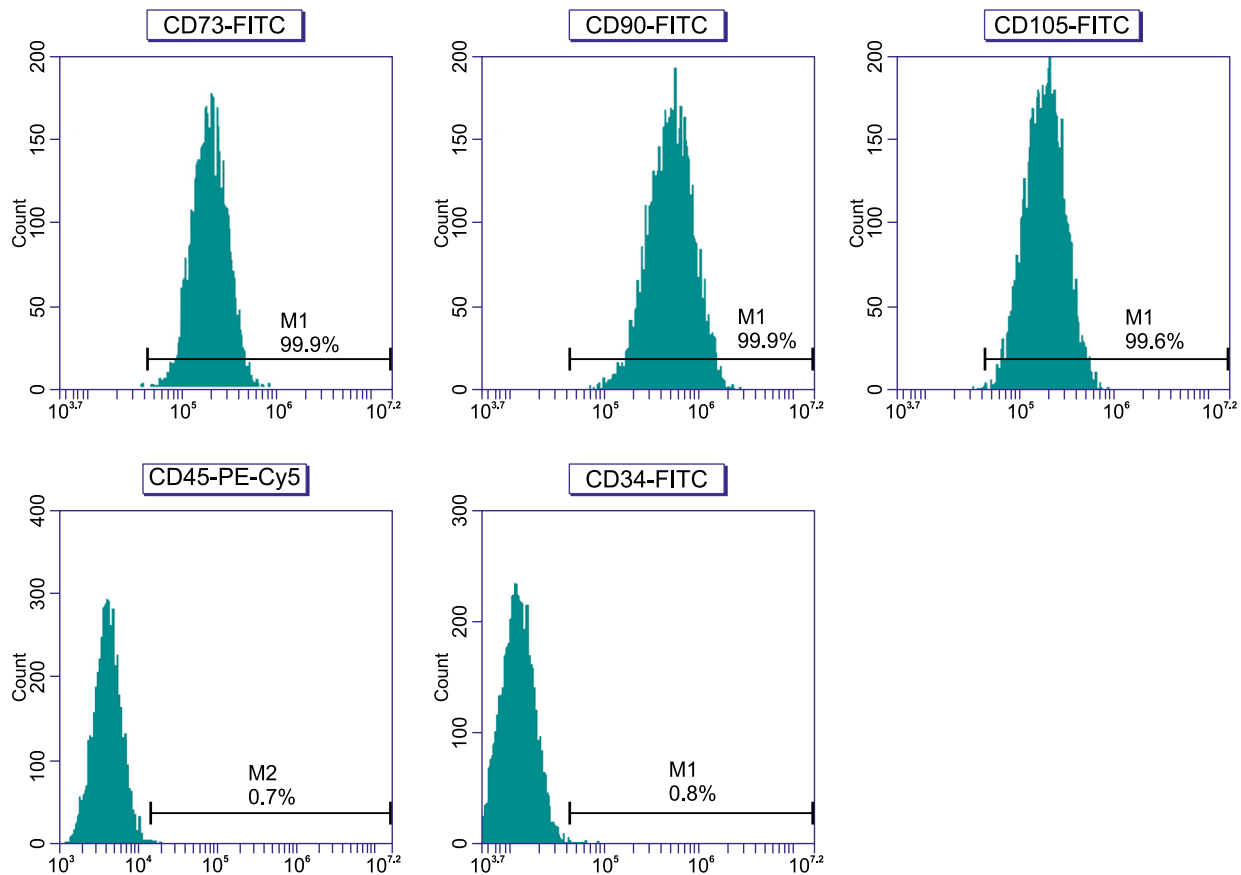 CD73-FITC
200
150
100
50
0
Count
M1
99.9%
10^3.7 10^5 10^6 10^7.2
CD90-FITC
200
150
100
50
0
Count
M1
99.9%
10^3.7 10^5 10^6 10^7.2
CD105-FITC
200
150
100
50
0
Count
M1
99.6%
10^3.7 10^5 10^6 10^7.2
CD45-PE-Cy5
400
300
200
100
0
Count
M2
0.7%
10^3 10^4 10^5 10^6 10^7.2
CD34-FITC
300
200
100
0
Count
M1
0.8%
10^3.7 10^5 10^6 10^7.2